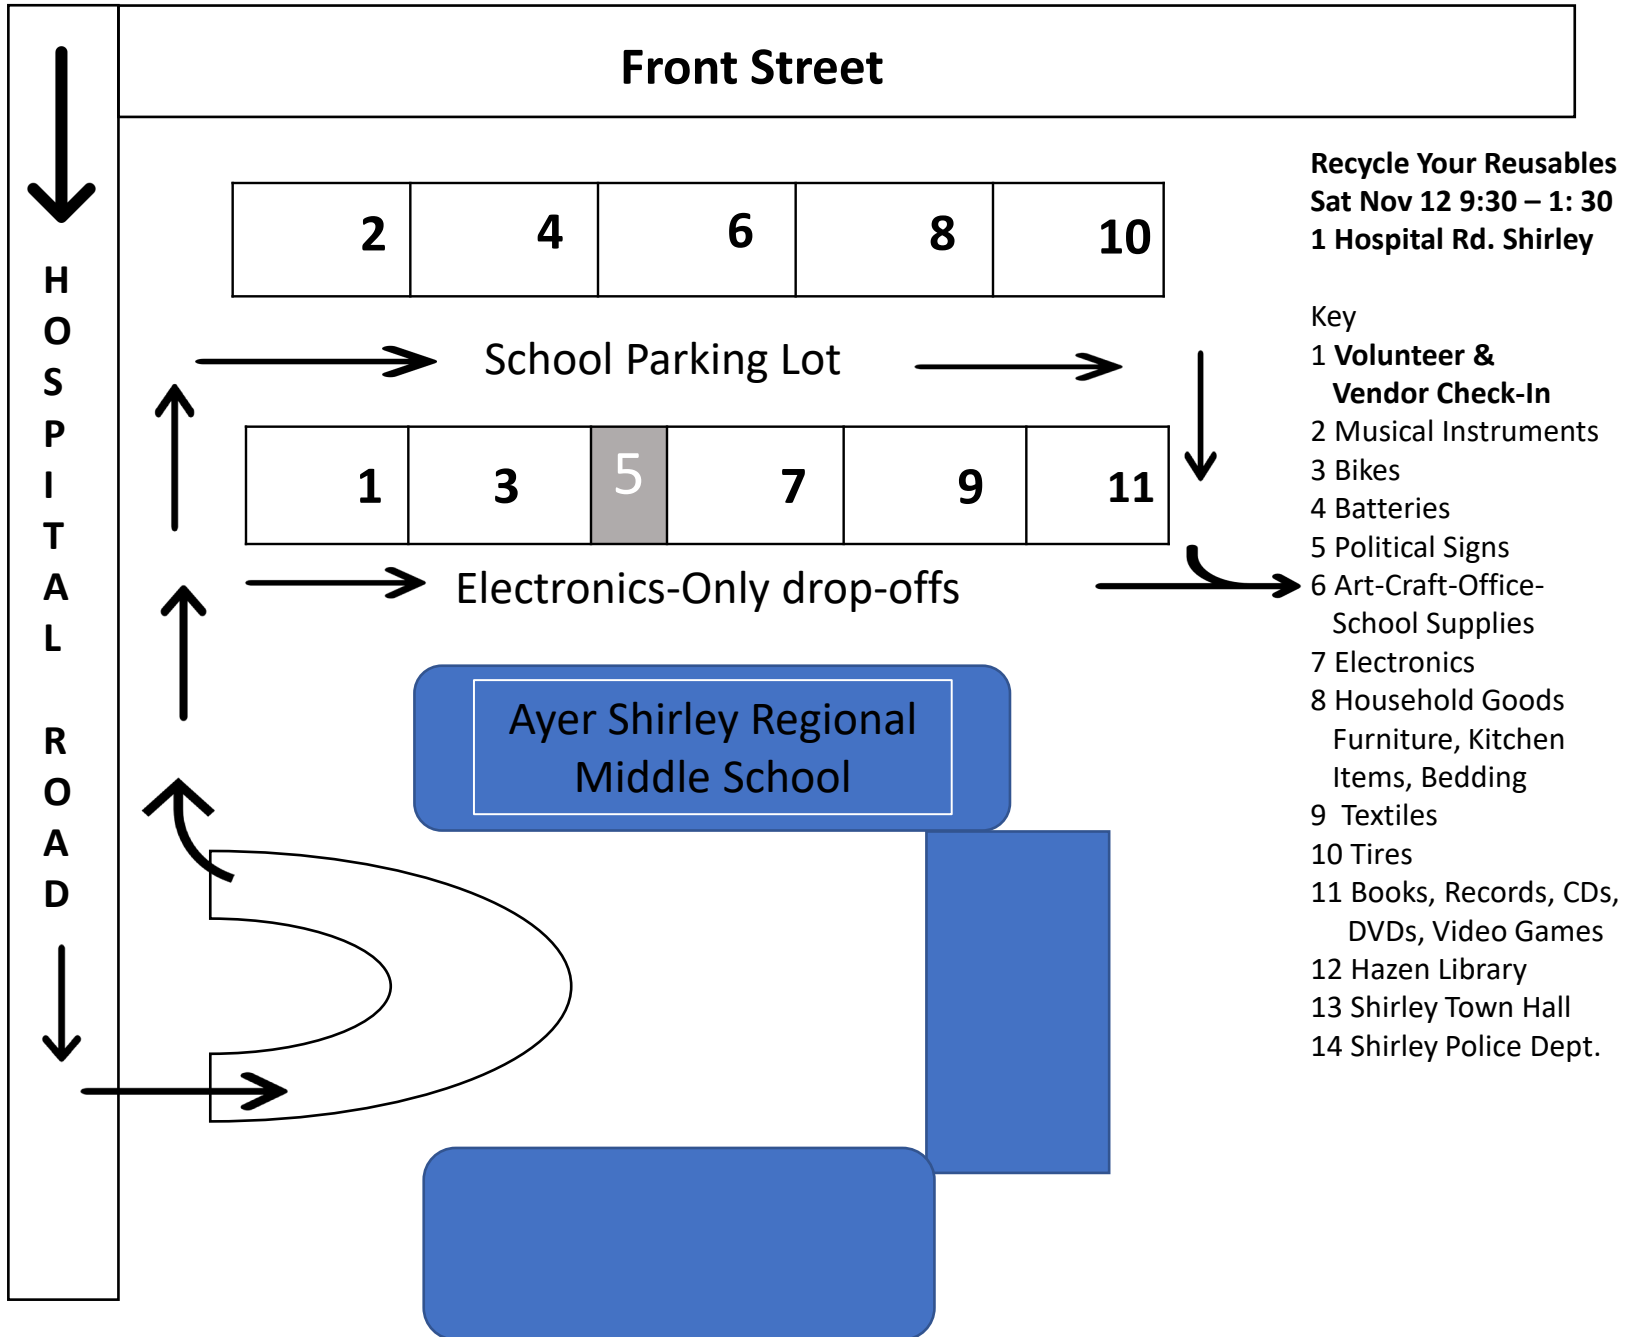 Front Street
Recycle Your Reusables
Sat Nov 12 9:30 – 1: 30
1 Hospital Rd. Shirley
2 4 6 8 10
School Parking Lot
1 3 5 7 9 11
Electronics-Only drop-offs
Ayer Shirley Regional
Middle School
H
O
S
P
I
T
A
L
R
O
A
D
Key
1 Volunteer &
Vendor Check-In
2 Musical Instruments
3 Bikes
4 Batteries
5 Political Signs
6 Art-Craft-Office-
School Supplies
7 Electronics
8 Household Goods
Furniture, Kitchen
Items, Bedding
9 Textiles
10 Tires
11 Books, Records, CDs,
DVDs, Video Games
12 Hazen Library
13 Shirley Town Hall
14 Shirley Police Dept.